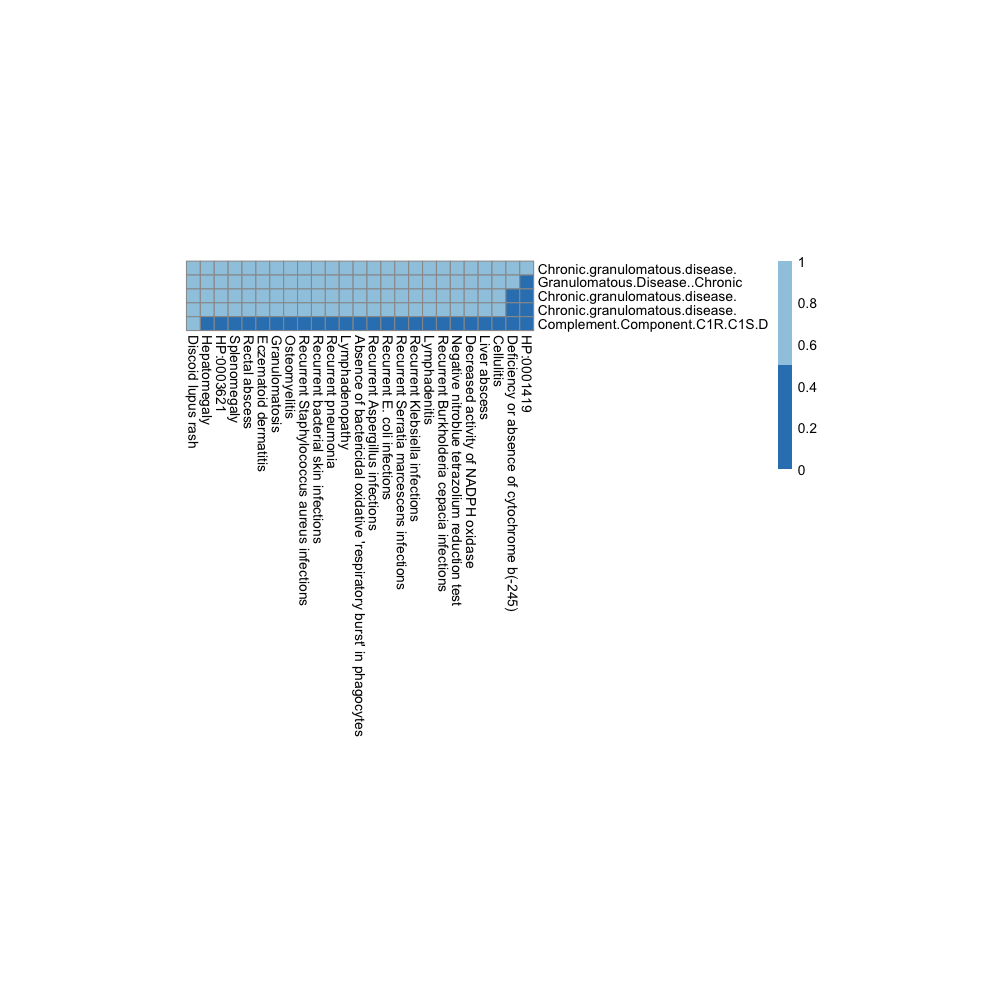 Chronic.granulomatous.disease.
Granulomatous.Disease..Chronic
Chronic.granulomatous.disease.
Chronic.granulomatous.disease.
Complement.Component.C1R.C1S.D
1
0.8
0.6
0.4
0.2
0
Discoid lupus rash
Hepatomegaly
HP:0003621
Splenomegaly
Rectal abscess
Eczematoid dermatitis
Granulomatosis
Osteomyelitis
Recurrent Staphylococcus aureus infections
Recurrent bacterial skin infections
Recurrent pneumonia
Lymphadenopathy
Absence of bactericidal oxidative 'respiratory burst' in phagocytes
Recurrent Aspergillus infections
Recurrent E. coli infections
Recurrent Serratia marcescens infections
Recurrent Klebsiella infections
Lymphadenitis
Recurrent Burkholderia cepacia infections
Negative nitroblue tetrazolium reduction test
Decreased activity of NADPH oxidase
Liver abscess
Cellulitis
Deficiency or absence of cytochrome b(-245)
HP:0001419